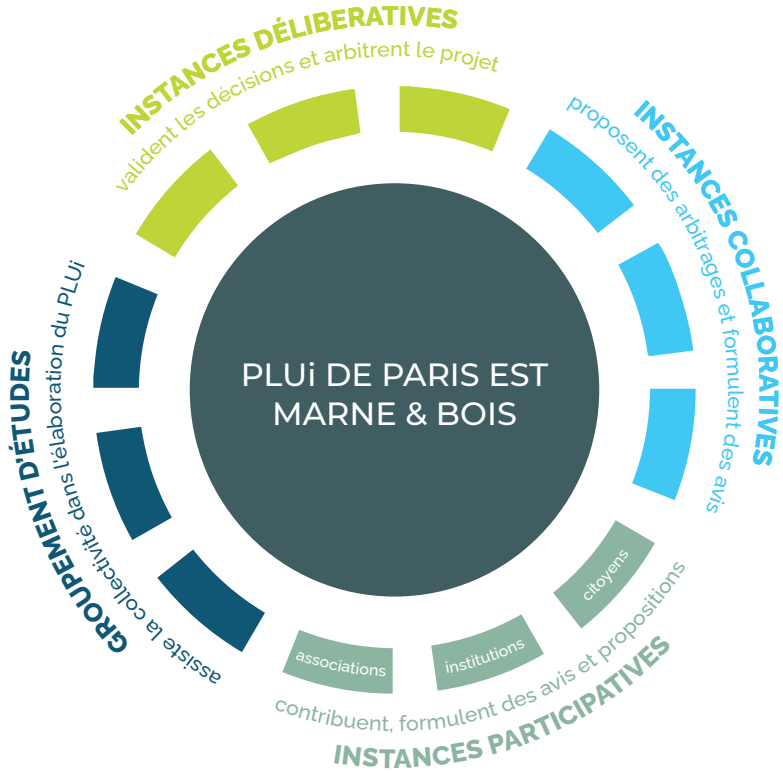 INSTANCES DÉLIBERATIVES
valident les décisions et arbitrent le projet
INSTANCES COLLABORATIVES
proposent des arbitrages et formulent des avis
PLUi DE PARIS EST
MARNE & BOIS
GROUPEMENT D'ÉTUDES
assiste la collectivité dans l'élaboration du PLUi
citoyens
institutions
associations
contribuent, formulent des avis et propositions
INSTANCES PARTICIPATIVES